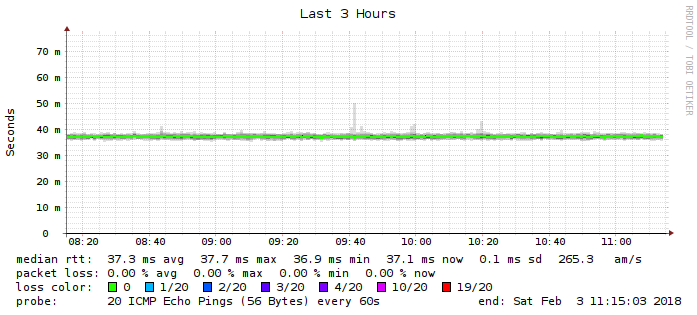 Last 3 Hours
RRDTOOL / TOBI OETIKER
Seconds
70 m
60 m
50 m
40 m
30 m
20 m
10 m
0
08:20 08:40 09:00 09:20 09:40 10:00 10:20 10:40 11:00
median rtt: 37.3 ms avg 37.7 ms max 36.9 ms min 37.1 ms now 0.1 ms sd 265.3 am/s
packet loss: 0.00 % avg 0.00 % max 0.00 % min 0.00 % now
loss color: 0 1/20 2/20 3/20 4/20 10/20 19/20
probe: 20 ICMP Echo Pings (56 Bytes) every 60s end: Sat Feb 3 11:15:03 2018